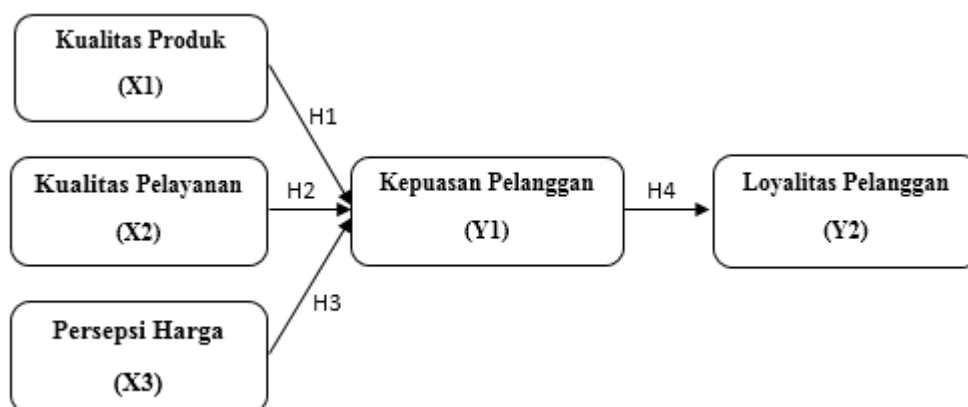 Kualitas Produk
(X1)
H1
Kualitas Pelayanan
(X2)
H2
Kepuasan Pelanggan
(Y1)
H4
Loyalitas Pelanggan
(Y2)
H3
Persepsi Harga
(X3)